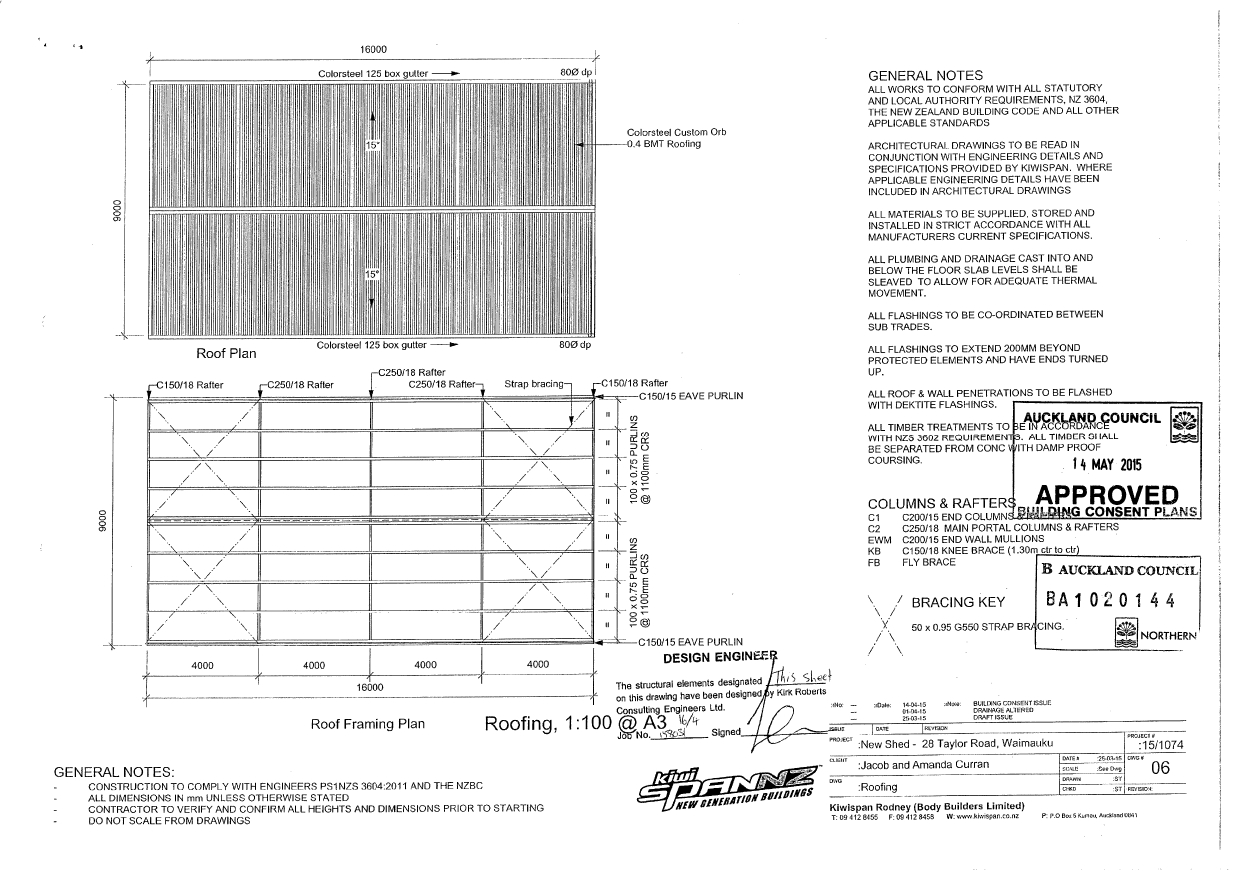 16000
Colorsteel 125 box gutter
80Ø dp
15°
Colorsteel Custom Orb
0.4 BMT Roofing
9000
15°
Colorsteel 125 box gutter
80Ø dp
Roof Plan
C150/18 Rafter
C250/18 Rafter
C250/18 Rafter
C250/18 Rafter
Strap bracing
C150/18 Rafter
C150/15 EAVE PURLIN
100 x 0.75 PURLINS
@ 1100mm CRS
9000
100 x 0.75 PURLINS
@ 1100mm CRS
C150/15 EAVE PURLIN
4000
4000
4000
4000
16000
Roof Framing Plan
Roofing, 1:100 @ A3
DESIGN ENGINEER
The structural elements designated This Sheet
on this drawing have been designed by Kirk Roberts
Consulting Engineers Ltd.
16/4
Job No.
Signed
GENERAL NOTES:
- CONSTRUCTION TO COMPLY WITH ENGINEERS PS1NZS 3604:2011 AND THE NZBC
- ALL DIMENSIONS IN mm UNLESS OTHERWISE STATED
- CONTRACTOR TO VERIFY AND CONFIRM ALL HEIGHTS AND DIMENSIONS PRIOR TO STARTING
- DO NOT SCALE FROM DRAWINGS
kiwi
SPANNZ
NEW GENERATION BUILDINGS
GENERAL NOTES
ALL WORKS TO CONFORM WITH ALL STATUTORY
AND LOCAL AUTHORITY REQUIREMENTS, NZ 3604,
THE NEW ZEALAND BUILDING CODE AND ALL OTHER
APPLICABLE STANDARDS
ARCHITECTURAL DRAWINGS TO BE READ IN
CONJUNCTION WITH ENGINEERING DETAILS AND
SPECIFICATIONS PROVIDED BY KIWISPAN. WHERE
APPLICABLE ENGINEERING DETAILS HAVE BEEN
INCLUDED IN ARCHITECTURAL DRAWINGS
ALL MATERIALS TO BE SUPPLIED, STORED AND
INSTALLED IN STRICT ACCORDANCE WITH ALL
MANUFACTURERS CURRENT SPECIFICATIONS.
ALL PLUMBING AND DRAINAGE CAST INTO AND
BELOW THE FLOOR SLAB LEVELS SHALL BE
SLEAVED TO ALLOW FOR ADEQUATE THERMAL
MOVEMENT.
ALL FLASHINGS TO BE CO-ORDINATED BETWEEN
SUB TRADES.
ALL FLASHINGS TO EXTEND 200MM BEYOND
PROTECTED ELEMENTS AND HAVE ENDS TURNED
UP.
ALL ROOF & WALL PENETRATIONS TO BE FLASHED
WITH DEKTITE FLASHINGS.
ALL TIMBER TREATMENTS TO BE IN ACCORDANCE
WITH NZS 3602 REQUIREMENTS. ALL TIMBER SHALL
BE SEPARATED FROM CONC WITH DAMP PROOF
COURSING.
AUCKLAND COUNCIL
14 MAY 2015
APPROVED
BUILDING CONSENT PLANS
COLUMNS & RAFTERS
C1 C200/15 END COLUMNS
C2 C250/18 MAIN PORTAL COLUMNS & RAFTERS
EWM C200/15 END WALL MULLIONS
KB C150/18 KNEE BRACE (1.30m ctr to ctr)
FB FLY BRACE
B AUCKLAND COUNCIL
BA1020144
NORTHERN
BRACING KEY
50 x 0.95 G550 STRAP BRACING.
:No: :Date: :Note:
14-04-15 BUILDING CONSENT ISSUE
01-04-15 DRAINAGE ALTERED
25-03-15 DRAFT ISSUE
ISSUE DATE REVISION
PROJECT :New Shed - 28 Taylor Road, Waimauku
PROJECT # :15/1074
CLIENT :Jacob and Amanda Curran
DATE # :25-03-15
DWG # 06
SCALE :See Dwg
DRAWN :ST
DWG :Roofing
CHKD :ST
REVISION:
Kiwispan Rodney (Body Builders Limited)
T: 09 412 8455 F: 09 412 8458 W: www.kiwispan.co.nz P: P.O Box 5 Kumeu, Auckland 0841